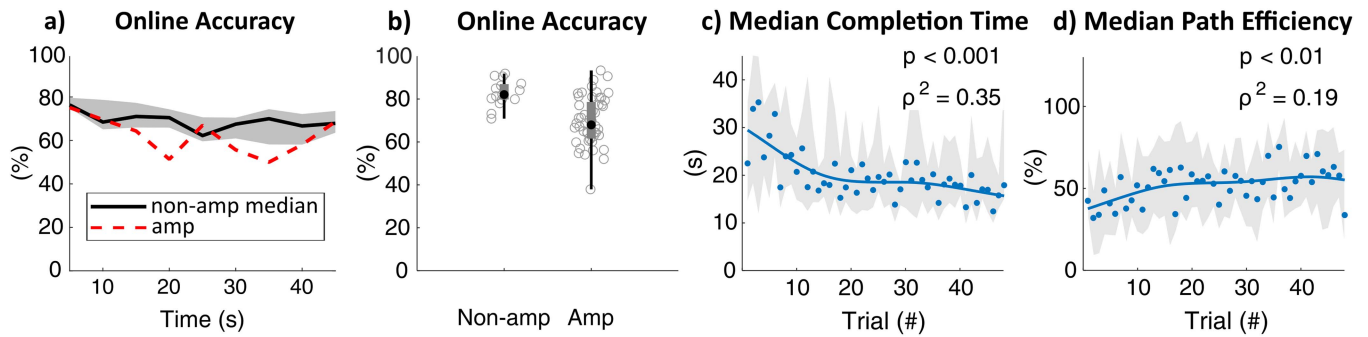 a) Online Accuracy
100
80
60
40
20
0
(%)
10 20 30 40
Time (s)
non-amp median
amp
b) Online Accuracy
100
80
60
40
20
0
(%)
Non-amp Amp
c) Median Completion Time
p < 0.001
ρ² = 0.35
40
30
20
10
(s)
10 20 30 40
Trial (#)
d) Median Path Efficiency
p < 0.01
ρ² = 0.19
100
50
0
(%)
10 20 30 40
Trial (#)